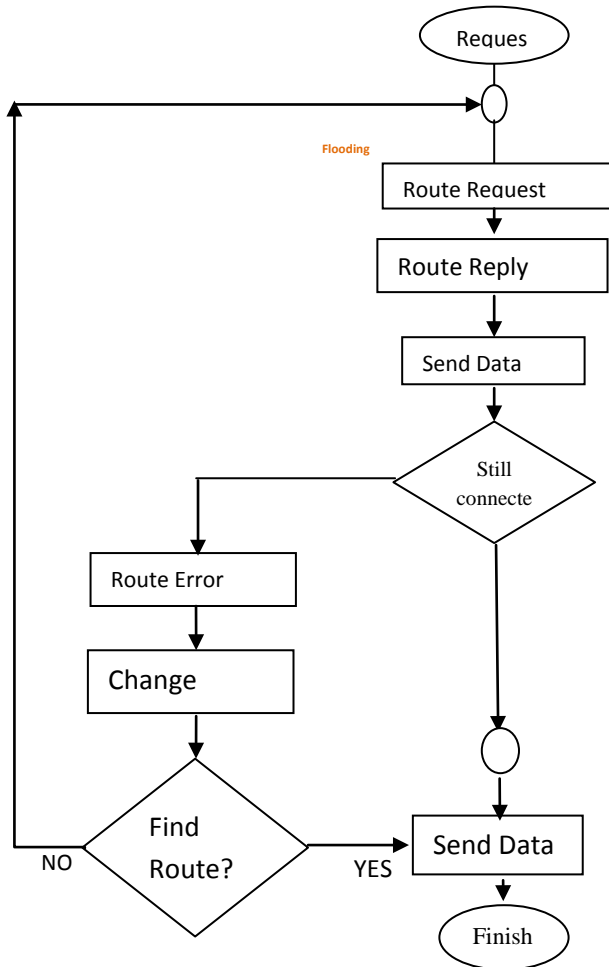 Reques
Flooding
Route Request
Route Reply
Send Data
Still
connecte
Route Error
Change
Find
Route?
NO
YES
Send Data
Finish